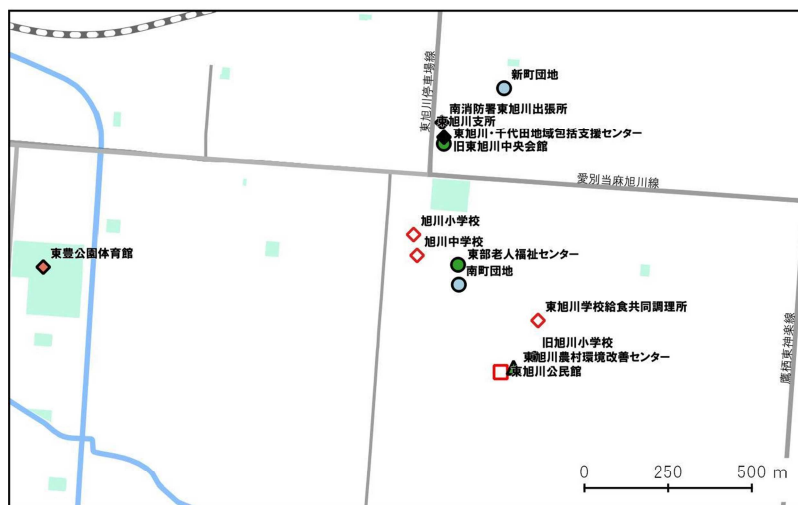 新町団地
東旭川停車場線
南消防署東旭川出張所
東旭川支所
東旭川・千代田地域包括支援センター
旧東旭川中央会館
愛別当麻旭川線
旭川小学校
旭川中学校
東豊公園体育館
東部老人福祉センター
南町団地
東旭川学校給食共同調理所
鷹栖東神楽線
旧旭川小学校
東旭川農村環境改善センター
東旭川公民館
0 250 500 m